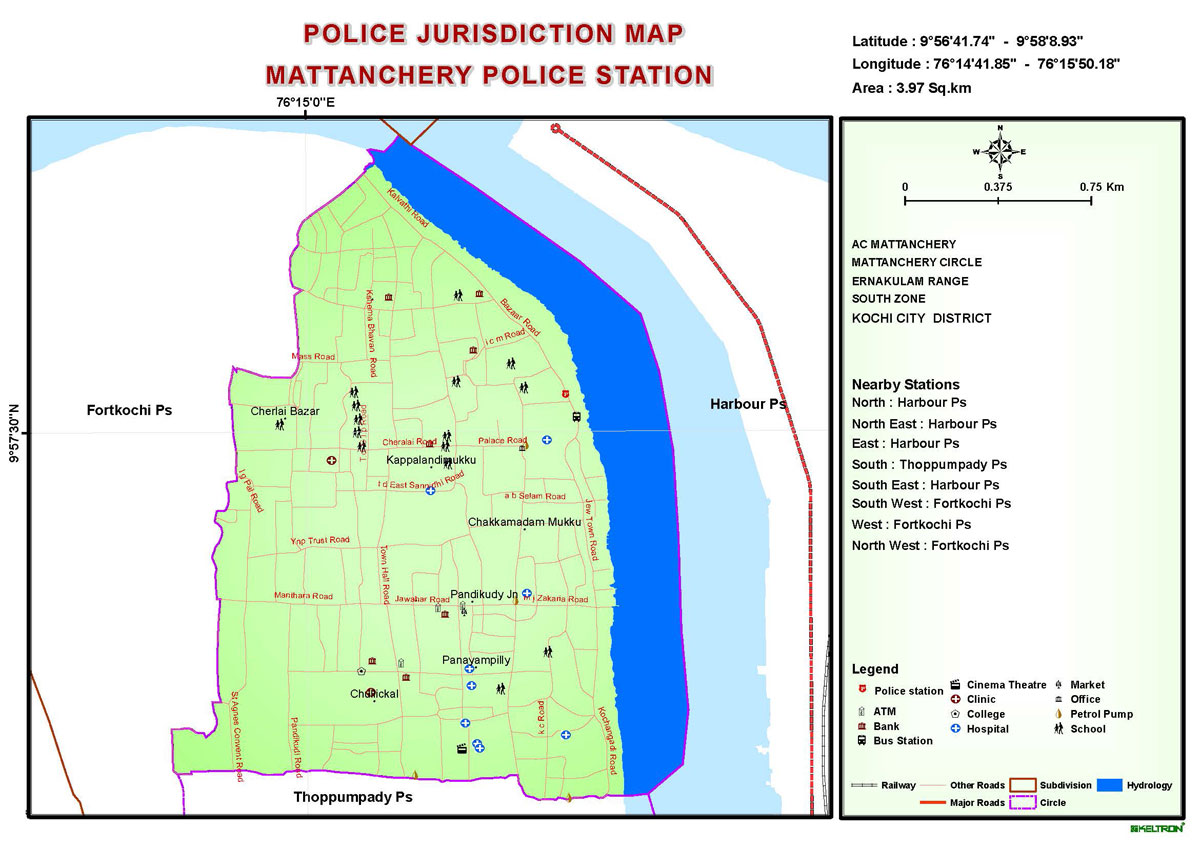 POLICE JURISDICTION MAP
MATTANCHERY POLICE STATION
Latitude : 9°56'41.74" - 9°58'8.93"
Longitude : 76°14'41.85" - 76°15'50.18"
Area : 3.97 Sq.km
76°15'0"E
9°57'30"N
Kalvathi Road
Kshema Bhavan Road
Bazaar Road
i c m Road
Mass Road
Fortkochi Ps
Harbour Ps
Cherlai Bazar
Cheralai Road
Palace Road
Kappalandimukku
t d East Sannidhi Road
I g Pai Road
a b Selam Road
Chakkamadam Mukku
Jew Town Road
Ynp Trust Road
Town Hall Road
Manthara Road
Jawahar Road
Pandikudy Jn
m j Zakaria Road
Panayampilly
Chullickal
St Agnes Convent Road
Pandikudi Road
k c Road
Kochangadi Road
Thoppumpady Ps
N
W E
S
0 0.375 0.75 Km
AC MATTANCHERY
MATTANCHERY CIRCLE
ERNAKULAM RANGE
SOUTH ZONE
KOCHI CITY DISTRICT
Nearby Stations
North : Harbour Ps
North East : Harbour Ps
East : Harbour Ps
South : Thoppumpady Ps
South East : Harbour Ps
South West : Fortkochi Ps
West : Fortkochi Ps
North West : Fortkochi Ps
Legend
Police station
ATM
Bank
Bus Station
Cinema Theatre
Clinic
College
Hospital
Market
Office
Petrol Pump
School
Railway
Other Roads
Subdivision
Hydrology
Major Roads
Circle
KELTRON